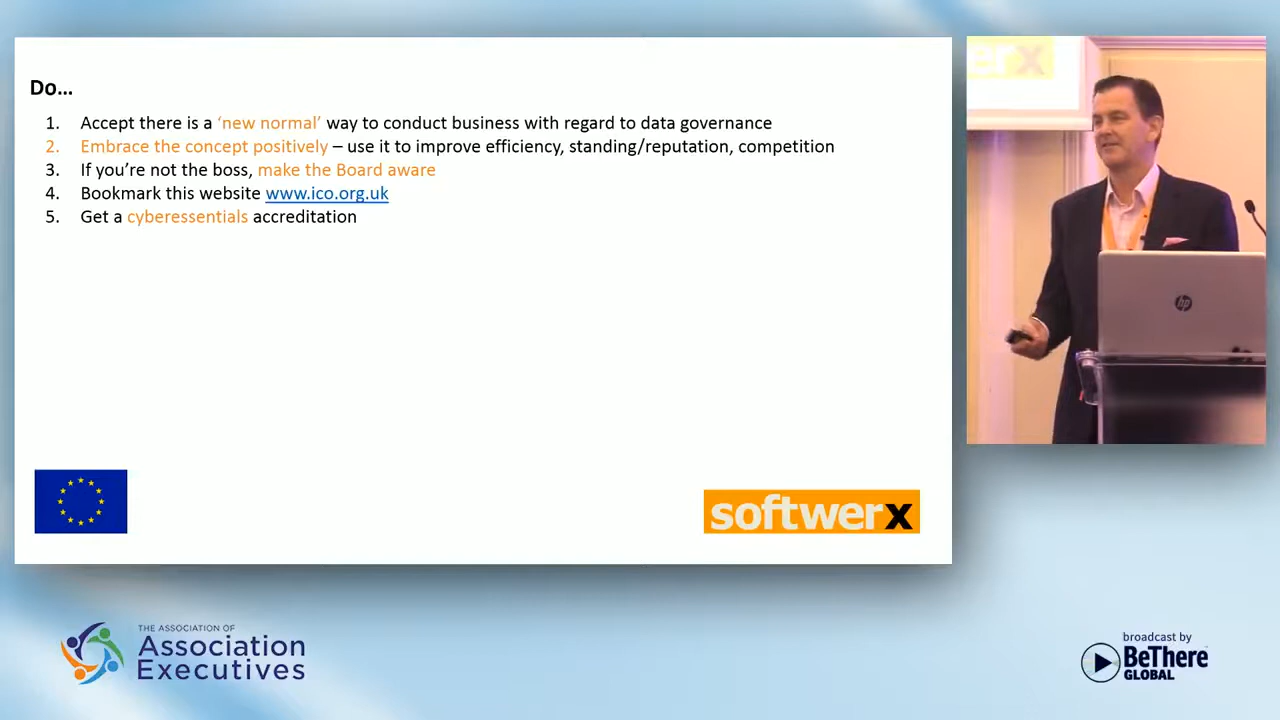 Do...
1. Accept there is a ‘new normal’ way to conduct business with regard to data governance
2. Embrace the concept positively – use it to improve efficiency, standing/reputation, competition
3. If you’re not the boss, make the Board aware
4. Bookmark this website www.ico.org.uk
5. Get a cyberessentials accreditation
softwerx
erx
hp
THE ASSOCIATION OF
Association
EXECUTIVES
broadcast by
BeThere
GLOBAL